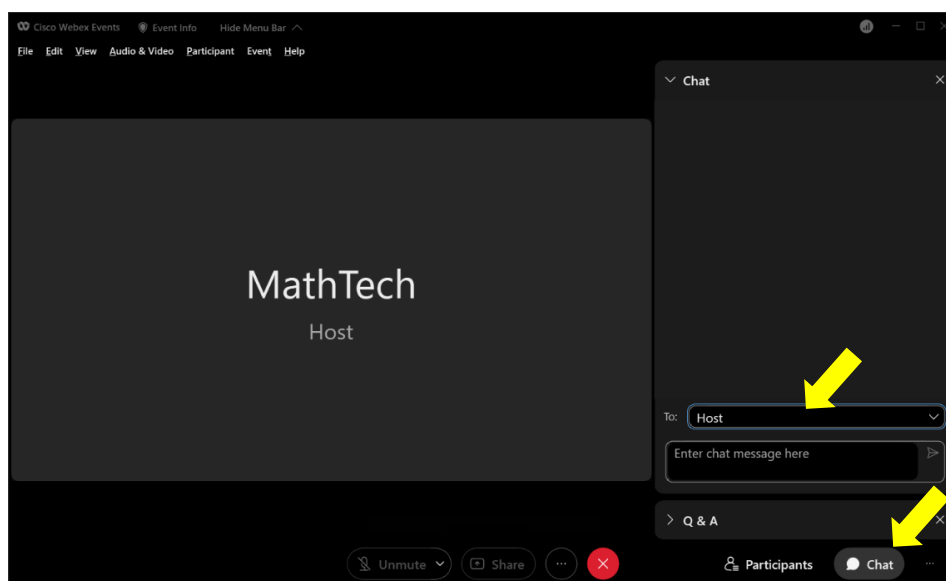 Cisco Webex Events Event Info Hide Menu Bar
File Edit View Audio & Video Participant Event Help
Chat
MathTech
Host
To: Host
Enter chat message here
Q & A
Unmute Share Participants Chat